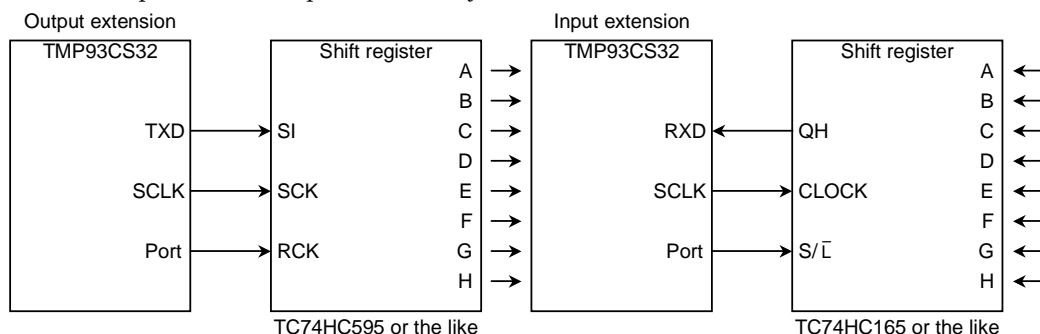 Output extension
TMP93CS32
TXD
SCLK
Port
Shift register
SI
SCK
RCK
A
B
C
D
E
F
G
H
TC74HC595 or the like
Input extension
TMP93CS32
RXD
SCLK
Port
Shift register
QH
CLOCK
S/L̅
A
B
C
D
E
F
G
H
TC74HC165 or the like